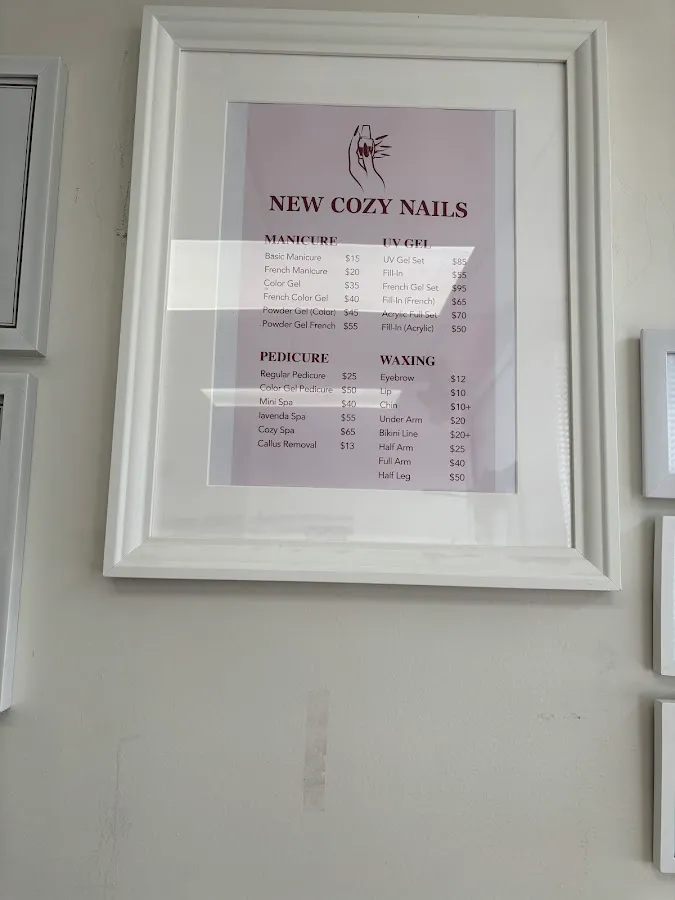 NEW COZY NAILS
MANICURE
Basic Manicure $15
French Manicure $20
Color Gel $35
French Color Gel $40
Powder Gel (Color) $45
Powder Gel French $55
UV GEL
UV Gel Set $85
Fill-In $55
French Gel Set $95
Fill-In (French) $65
Acrylic Full Set $70
Fill-In (Acrylic) $50
PEDICURE
Regular Pedicure $25
Color Gel Pedicure $50
Mini Spa $40
lavenda Spa $55
Cozy Spa $65
Callus Removal $13
WAXING
Eyebrow $12
Lip $10
Chin $10+
Under Arm $20
Bikini Line $20+
Half Arm $25
Full Arm $40
Half Leg $50